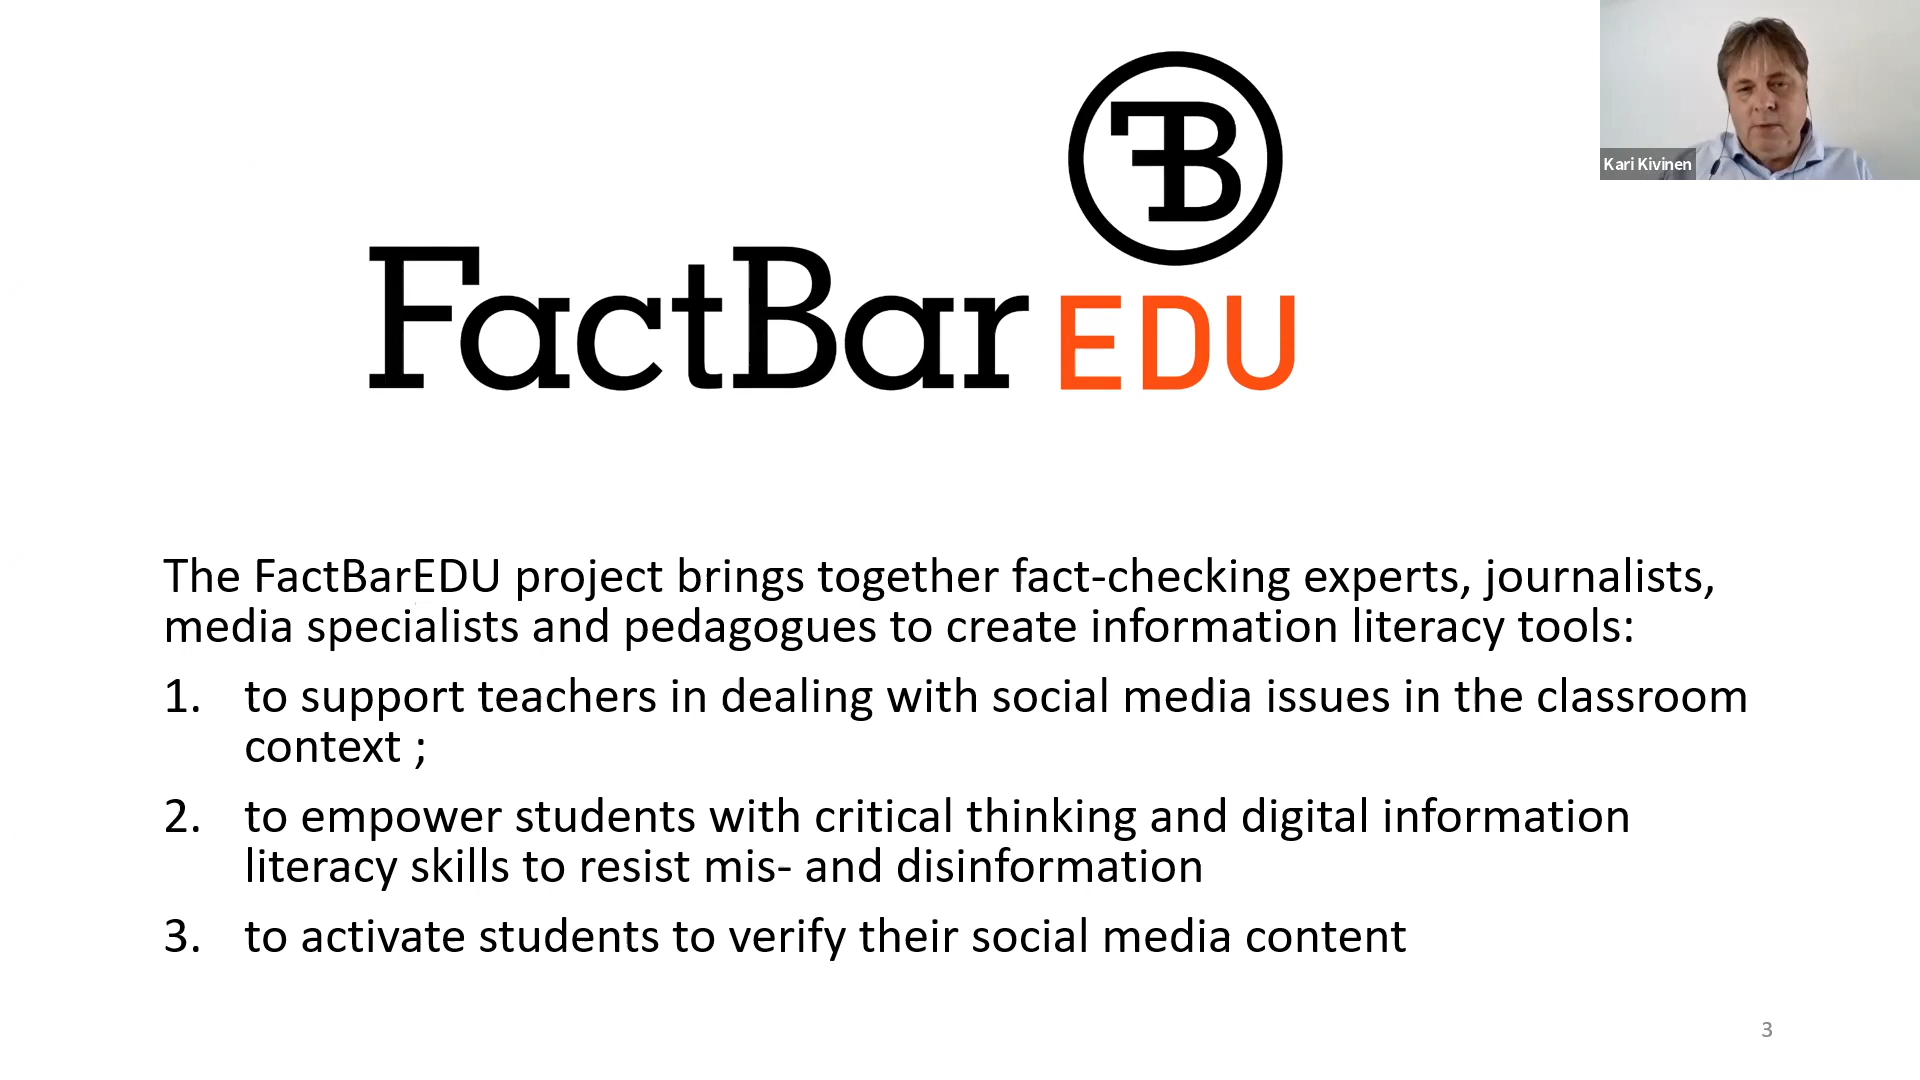 FB
Kari Kivinen
FactBar EDU
The FactBarEDU project brings together fact-checking experts, journalists,
media specialists and pedagogues to create information literacy tools:
1. to support teachers in dealing with social media issues in the classroom
context ;
2. to empower students with critical thinking and digital information
literacy skills to resist mis- and disinformation
3. to activate students to verify their social media content
3